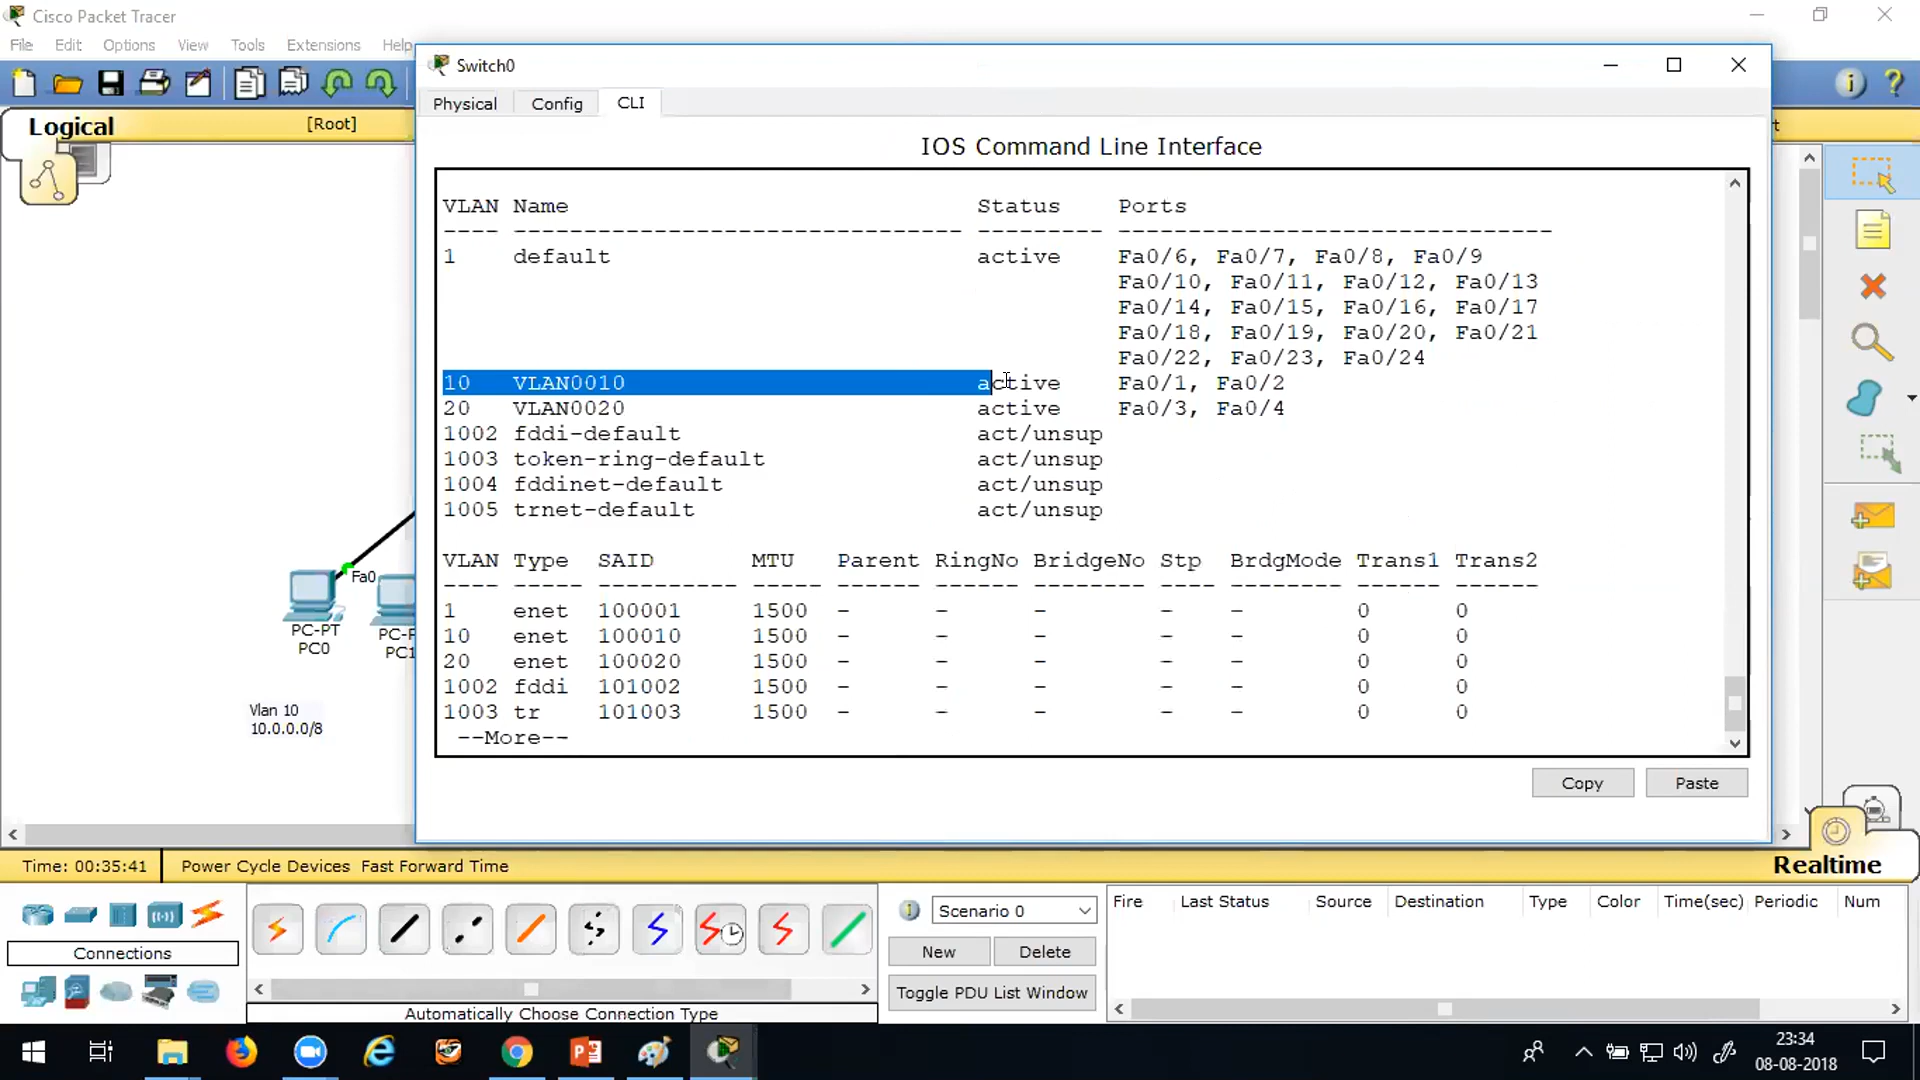 Cisco Packet Tracer
File Edit Options View Tools Extensions Help
Logical [Root]
Switch0
Physical Config CLI
IOS Command Line Interface
VLAN Name Status Ports
---- -------------------------------- --------- -------------------------------
1 default active Fa0/6, Fa0/7, Fa0/8, Fa0/9
Fa0/10, Fa0/11, Fa0/12, Fa0/13
Fa0/14, Fa0/15, Fa0/16, Fa0/17
Fa0/18, Fa0/19, Fa0/20, Fa0/21
Fa0/22, Fa0/23, Fa0/24
10 VLAN0010 active Fa0/1, Fa0/2
20 VLAN0020 active Fa0/3, Fa0/4
1002 fddi-default act/unsup
1003 token-ring-default act/unsup
1004 fddinet-default act/unsup
1005 trnet-default act/unsup
VLAN Type SAID MTU Parent RingNo BridgeNo Stp BrdgMode Trans1 Trans2
---- ----- ---------- ----- ------ ------ -------- ---- -------- ------ ------
1 enet 100001 1500 - - - - - 0 0
10 enet 100010 1500 - - - - - 0 0
20 enet 100020 1500 - - - - - 0 0
1002 fddi 101002 1500 - - - - - 0 0
1003 tr 101003 1500 - - - - - 0 0
--More--
Copy Paste
Fa0
PC-PT
PC0
PC-P
PC1
Vlan 10
10.0.0.0/8
Time: 00:35:41 Power Cycle Devices Fast Forward Time
Realtime
Connections
Automatically Choose Connection Type
Scenario 0
New Delete
Toggle PDU List Window
Fire Last Status Source Destination Type Color Time(sec) Periodic Num
23:34
08-08-2018